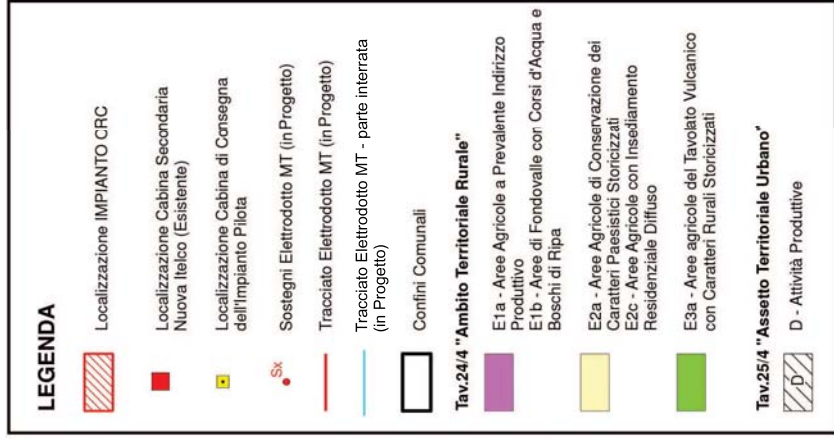 LEGENDA
Localizzazione IMPIANTO CRC
Localizzazione Cabina Secondaria
Nuova Itelco (Esistente)
Localizzazione Cabina di Consegna
dell'Impianto Pilota
Sx
Sostegni Elettrodotto MT (in Progetto)
Tracciato Elettrodotto MT (in Progetto)
Tracciato Elettrodotto MT - parte interrata
(in Progetto)
Confini Comunali
Tav.24/4 "Ambito Territoriale Rurale"
E1a - Aree Agricole a Prevalente Indirizzo
Produttivo
E1b - Aree di Fondovalle con Corsi d'Acqua e
Boschi di Ripa
E2a - Aree Agricole di Conservazione dei
Caratteri Paesistici Storicizzati
E2c - Aree Agricole con Insediamento
Residenziale Diffuso
E3a - Aree agricole del Tavolato Vulcanico
con Caratteri Rurali Storicizzati
Tav.25/4 "Assetto Territoriale Urbano"
D
D - Attività Produttive